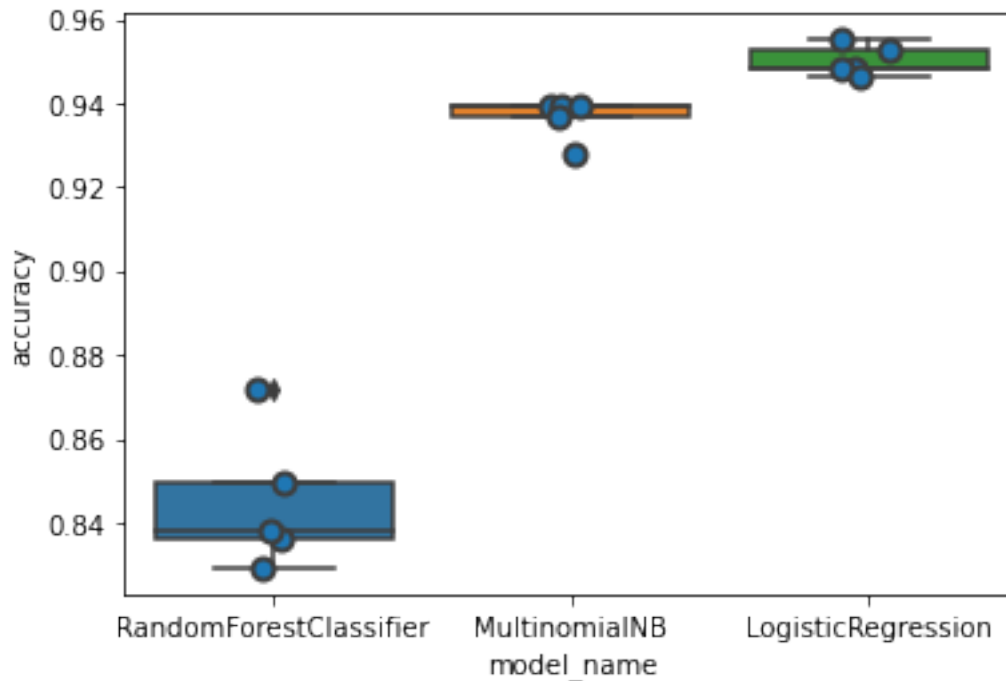 0.96
0.94
0.92
0.90
0.88
0.86
0.84
accuracy
RandomForestClassifier MultinomialNB LogisticRegression
model_name